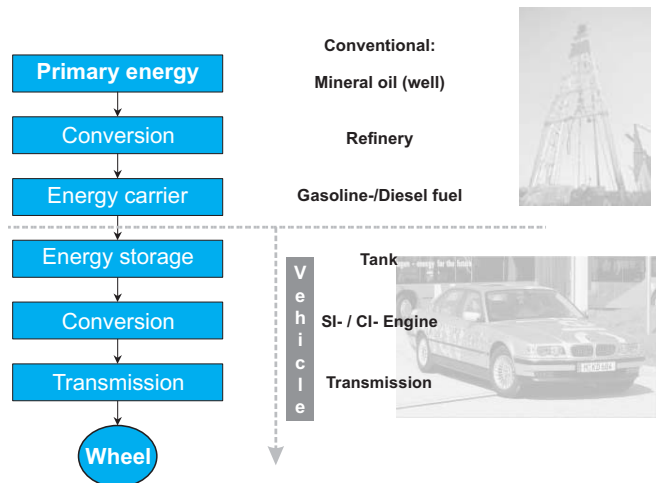 Conventional:
Primary energy
Mineral oil (well)
Conversion
Refinery
Energy carrier
Gasoline-/Diesel fuel
Energy storage
Tank
Conversion
SI- / CI- Engine
Transmission
Transmission
Wheel
Vehicle